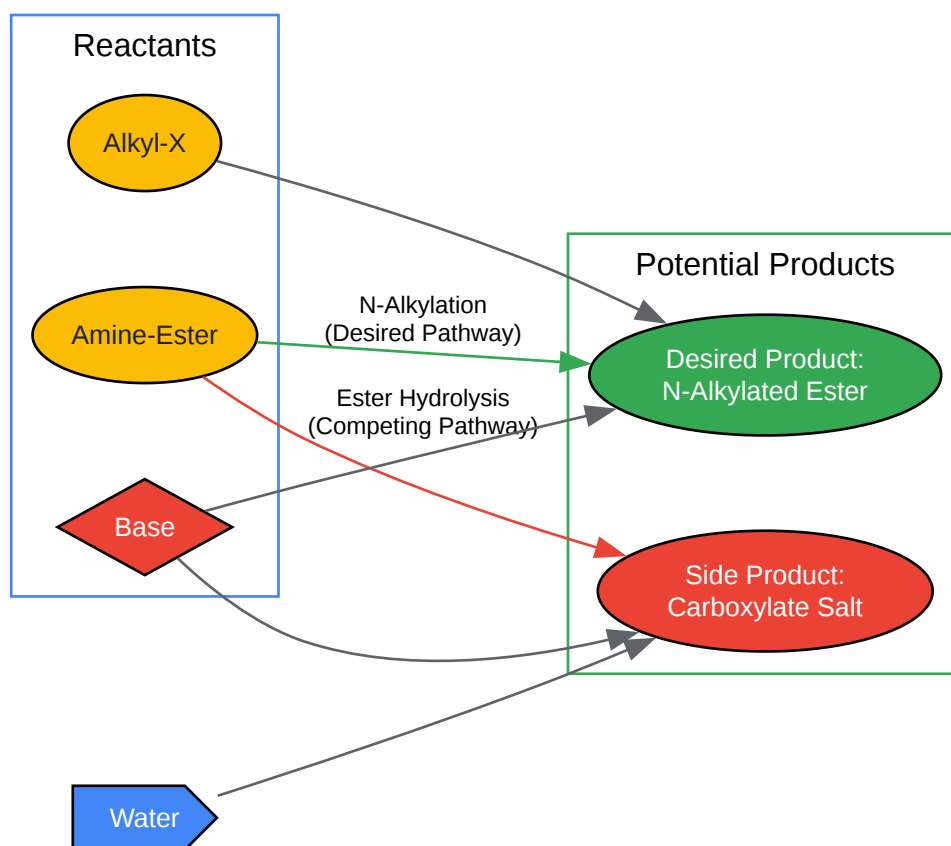 Reactants
Alkyl-X
Amine-Ester
Base
Water
N-Alkylation
(Desired Pathway)
Ester Hydrolysis
(Competing Pathway)
Potential Products
Desired Product:
N-Alkylated Ester
Side Product:
Carboxylate Salt